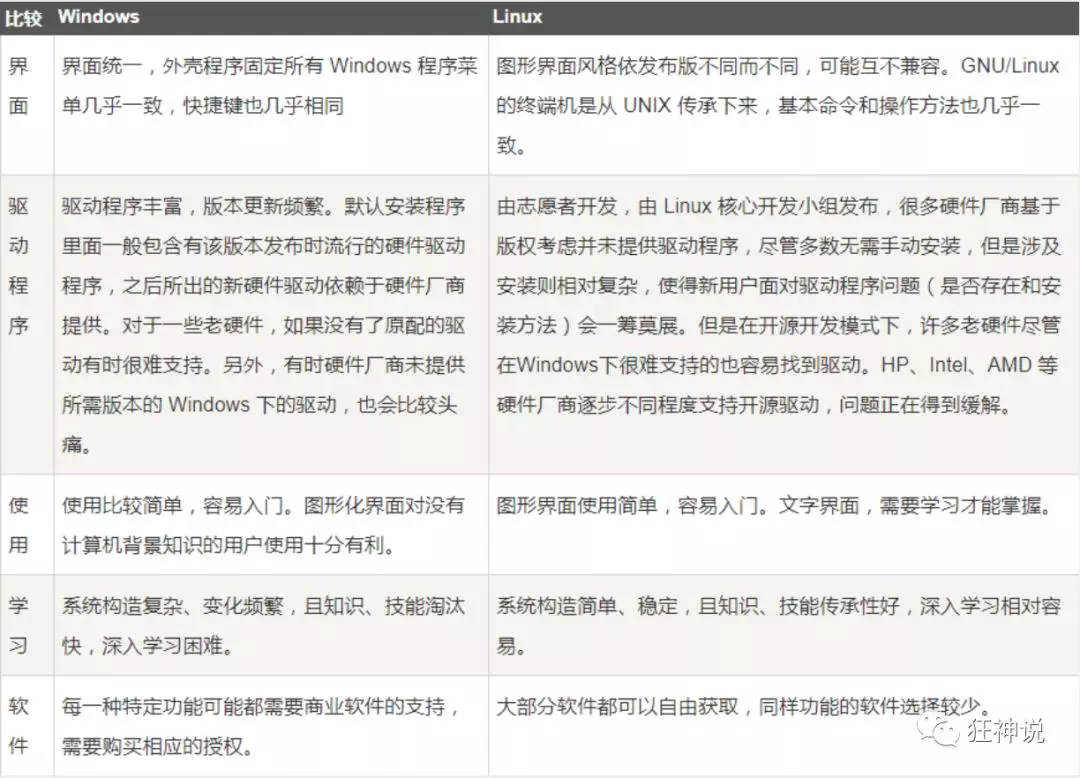 比较 Windows Linux
界面
界面统一，外壳程序固定所有 Windows 程序菜
单几乎一致，快捷键也几乎相同
图形界面风格依发布版不同而不同，可能互不兼容。GNU/Linux
的终端机是从 UNIX 传承下来，基本命令和操作方法也几乎一
致。
驱动程序
驱动程序丰富，版本更新频繁。默认安装程序
里面一般包含有该版本发布时流行的硬件驱动
程序，之后所出的新硬件驱动依赖于硬件厂商
提供。对于一些老硬件，如果没有了原配的驱
动有时很难支持。另外，有时硬件厂商未提供
所需版本的 Windows 下的驱动，也会比较头
痛。
由志愿者开发，由 Linux 核心开发小组发布，很多硬件厂商基于
版权考虑并未提供驱动程序，尽管多数无需手动安装，但是涉及
安装则相对复杂，使得新用户面对驱动程序问题（是否存在和安
装方法）会一筹莫展。但是在开源开发模式下，许多老硬件尽管
在Windows下很难支持的也容易找到驱动。HP、Intel、AMD 等
硬件厂商逐步不同程度支持开源驱动，问题正在得到缓解。
使用
使用比较简单，容易入门。图形化界面对没有
计算机背景知识的用户使用十分有利。
图形界面使用简单，容易入门。文字界面，需要学习才能掌握。
学习
系统构造复杂、变化频繁，且知识、技能淘汰
快，深入学习困难。
系统构造简单、稳定，且知识、技能传承性好，深入学习相对容
易。
软件
每一种特定功能可能都需要商业软件的支持，
需要购买相应的授权。
大部分软件都可以自由获取，同样功能的软件选择较少。
狂神说